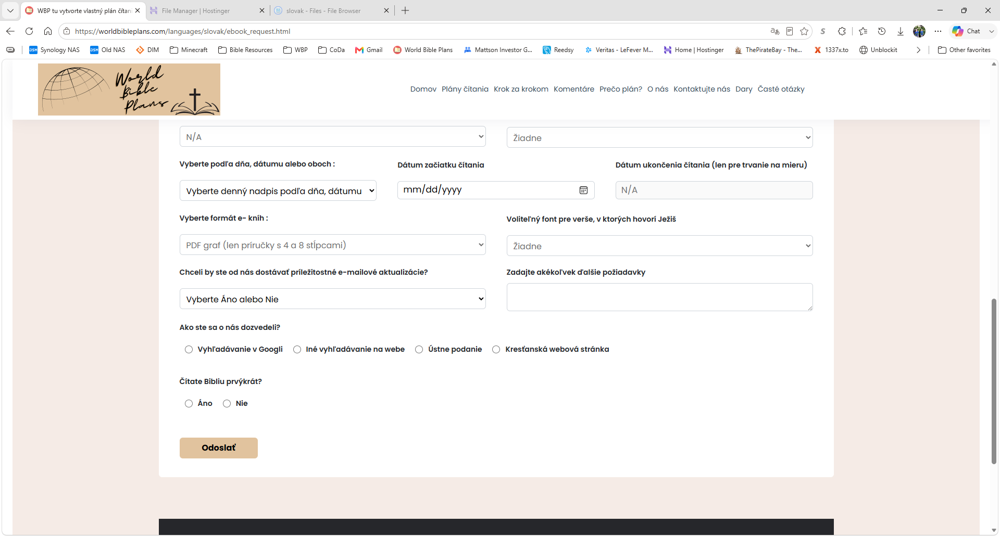 WBP tu vytvorte vlastný plán čítan
File Manager | Hostinger
slovak - Files - File Browser
https://worldbibleplans.com/languages/slovak/ebook_request.html
Chat
Synology NAS
Old NAS
DIM
Minecraft
Bible Resources
WBP
CoDa
Gmail
World Bible Plans
Mattson Investor G...
Reedsy
Veritas - LeFever M...
Home | Hostinger
ThePirateBay - The...
1337x.to
Unblockit
Other favorites
World
Bible
Plans
Domov Plány čítania Krok za krokom Komentáre Prečo plán? O nás Kontaktujte nás Dary Časté otázky
N/A
Žiadne
Vyberte podľa dňa, dátumu alebo oboch :
Dátum začiatku čítania
Dátum ukončenia čítania (len pre trvanie na mieru)
Vyberte denný nadpis podľa dňa, dátumu
mm/dd/yyyy
N/A
Vyberte formát e- kníh :
Voliteľný font pre verše, v ktorých hovorí Ježiš
PDF graf (len príručky s 4 a 8 stĺpcami)
Žiadne
Chceli by ste od nás dostávať príležitostné e-mailové aktualizácie?
Zadajte akékoľvek ďalšie požiadavky
Vyberte Áno alebo Nie
Ako ste sa o nás dozvedeli?
Vyhľadávanie v Googli
Iné vyhľadávanie na webe
Ústne podanie
Kresťanská webová stránka
Čítate Bibliu prvýkrát?
Áno
Nie
Odoslať